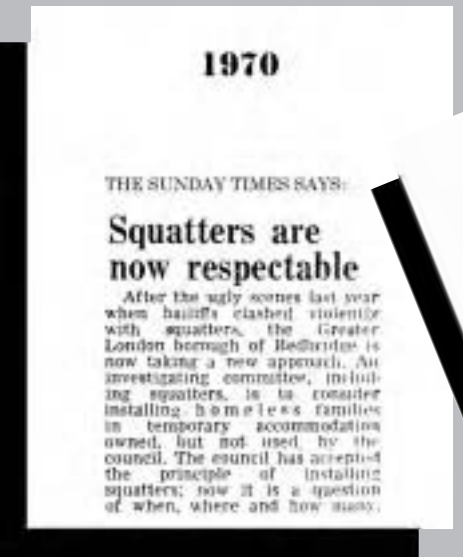 1970
THE SUNDAY TIMES SAYS:
Squatters are
now respectable
After the ugly scenes last year
when bailiffs clashed violently
with squatters, the Greater
London borough of Redbridge is
now taking a new approach. An
investigating committee, includ-
ing squatters, is to consider
installing homeless families
in temporary accommodation
owned, but not used, by the
council. The council has accepted
the principle of installing
squatters; now it is a question
of when, where and how many.